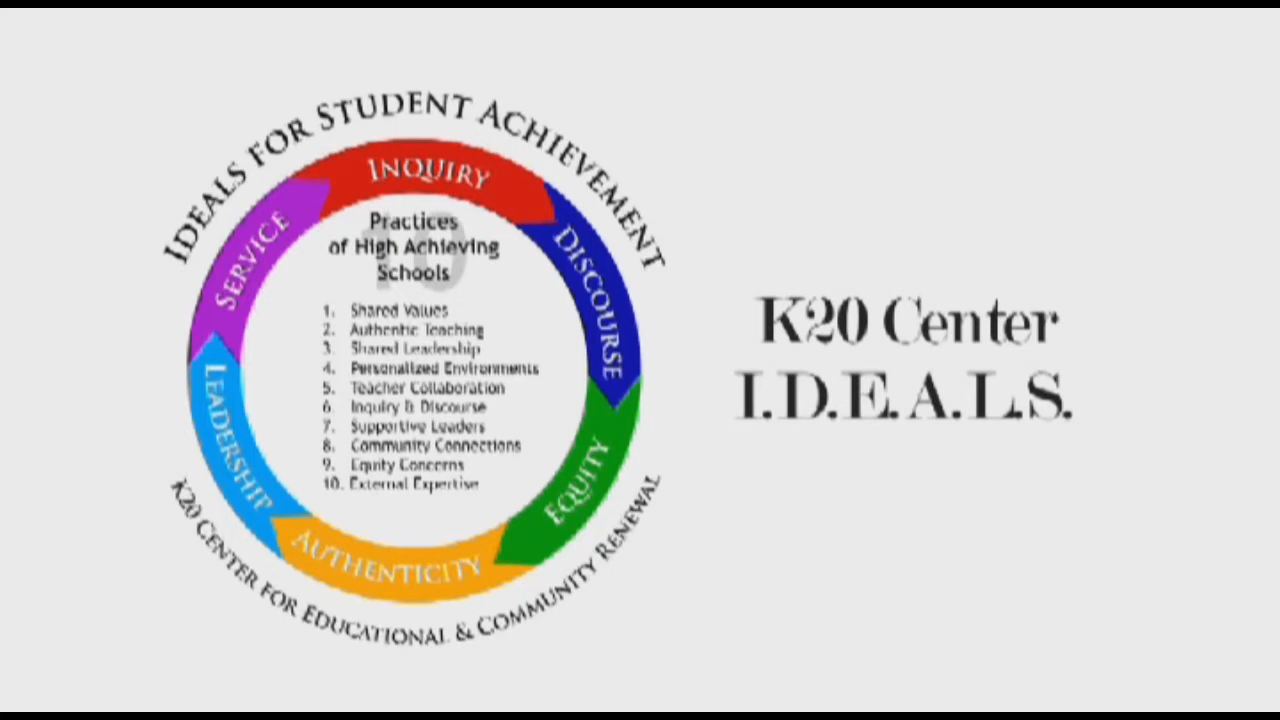 IDEALS FOR STUDENT ACHIEVEMENT
INQUIRY
DISCOURSE
EQUITY
AUTHENTICITY
LEADERSHIP
SERVICE
10
Practices
of High Achieving
Schools
1. Shared Values
2. Authentic Teaching
3. Shared Leadership
4. Personalized Environments
5. Teacher Collaboration
6. Inquiry & Discourse
7. Supportive Leaders
8. Community Connections
9. Equity Concerns
10. External Expertise
K20 CENTER FOR EDUCATIONAL & COMMUNITY RENEWAL
K20 Center
I.D.E.A.L.S.